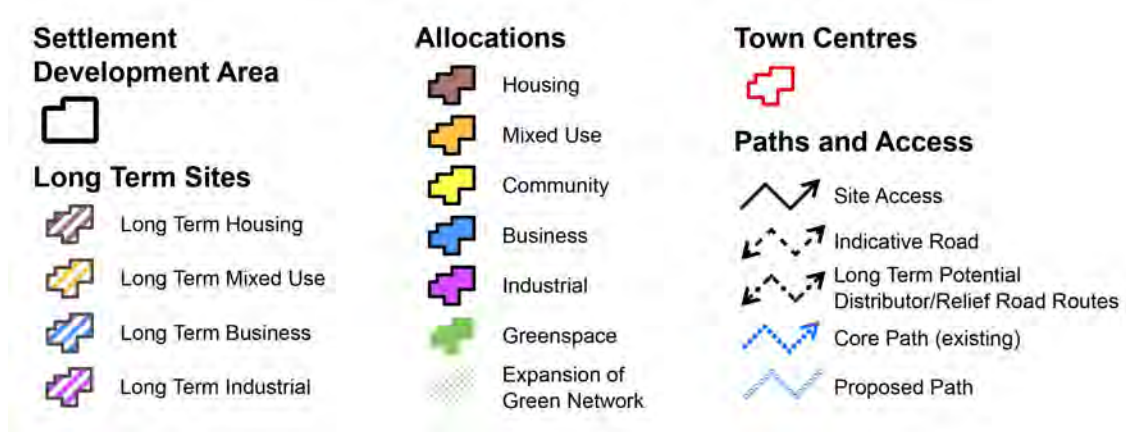 Settlement
Development Area
Long Term Sites
Long Term Housing
Long Term Mixed Use
Long Term Business
Long Term Industrial
Allocations
Housing
Mixed Use
Community
Business
Industrial
Greenspace
Expansion of
Green Network
Town Centres
Paths and Access
Site Access
Indicative Road
Long Term Potential
Distributor/Relief Road Routes
Core Path (existing)
Proposed Path